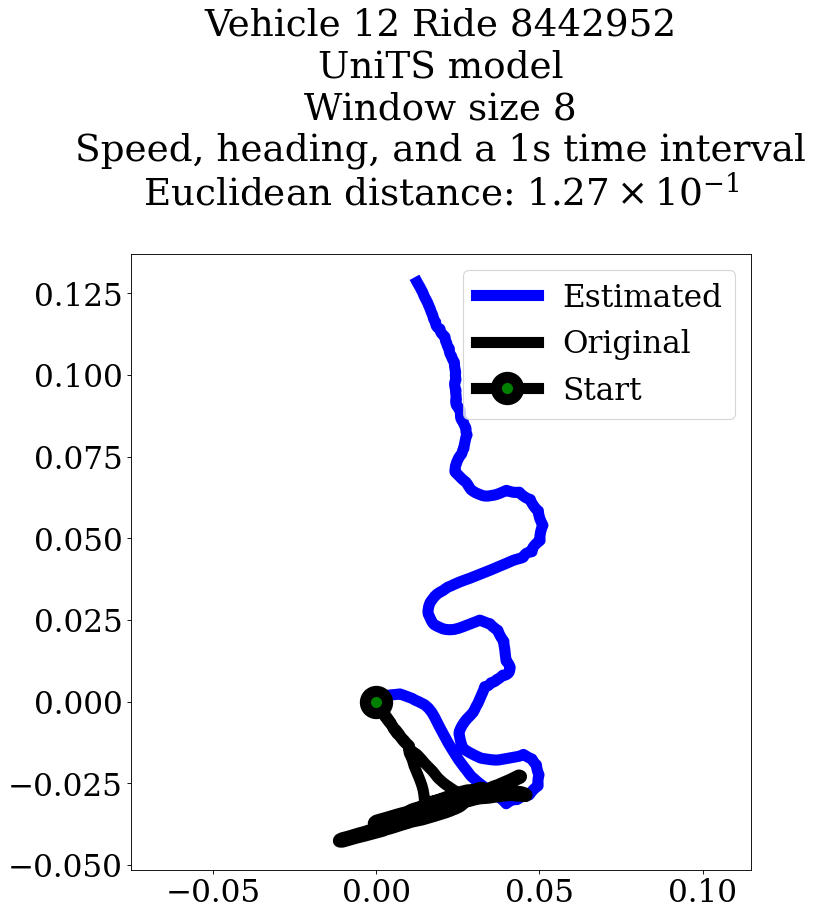 Vehicle 12 Ride 8442952
UniTS model
Window size 8
Speed, heading, and a 1s time interval
Euclidean distance: 1.27 × 10⁻¹
Estimated
Original
Start
0.125
0.100
0.075
0.050
0.025
0.000
−0.025
−0.050
−0.05 0.00 0.05 0.10